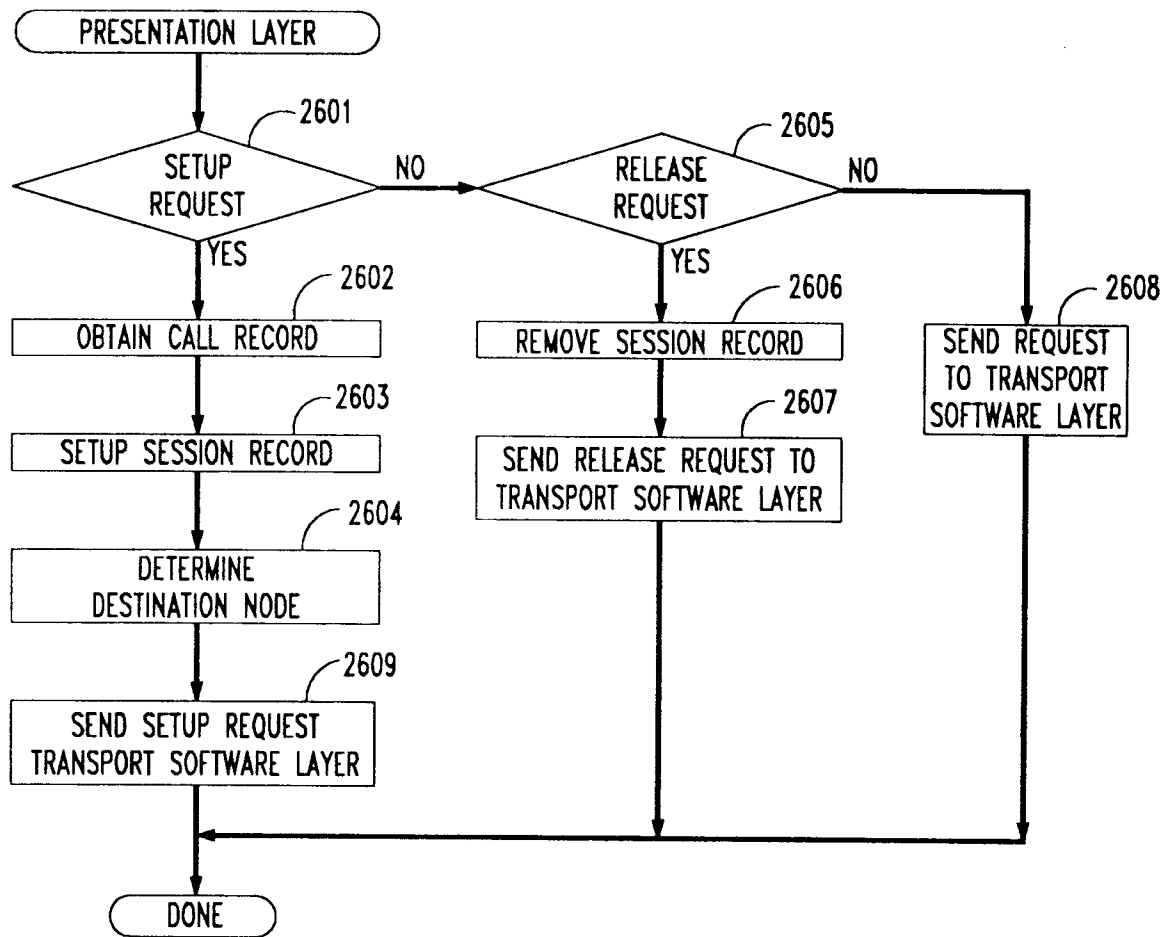 PRESENTATION LAYER
2601
SETUP
REQUEST
NO
YES
2605
RELEASE
REQUEST
NO
YES
2602
OBTAIN CALL RECORD
2606
REMOVE SESSION RECORD
2608
SEND REQUEST
TO TRANSPORT
SOFTWARE LAYER
2603
SETUP SESSION RECORD
2607
SEND RELEASE REQUEST TO
TRANSPORT SOFTWARE LAYER
2604
DETERMINE
DESTINATION NODE
2609
SEND SETUP REQUEST
TRANSPORT SOFTWARE LAYER
DONE